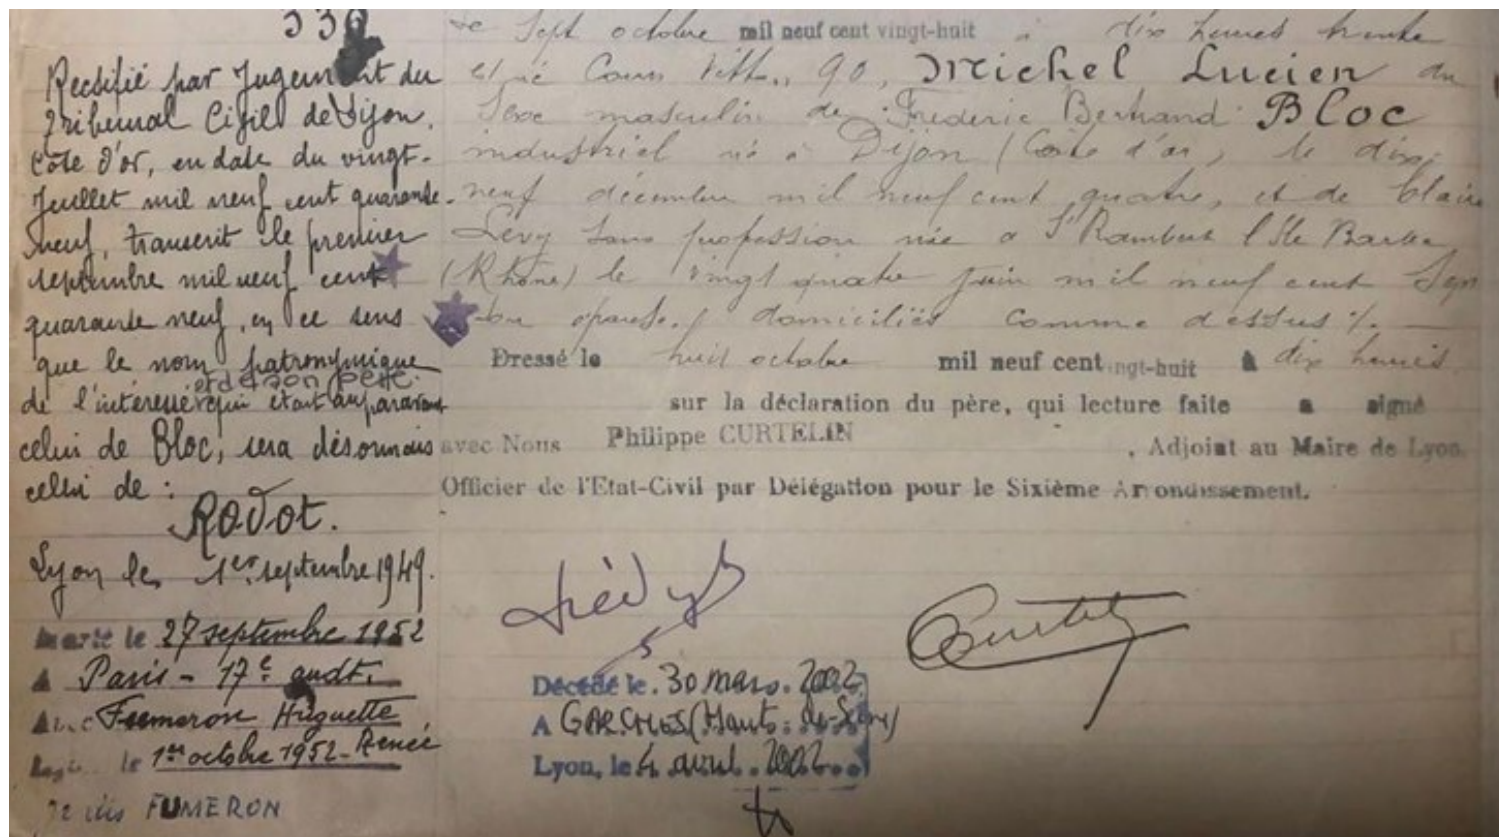 Rectifié par Jugement du
Tribunal Civil de Dijon,
Côte d'or, en date du vingt-
Juillet mil neuf cent quarante-
neuf, transcrit le premier
septembre mil neuf cent
quarante neuf, en ce sens
que le nom patronymique
et de son père
de l'intéressé qui était auparavant
celui de Bloc, sera désormais
celui de :
Rodot.
Lyon le 1er septembre 1949.
Marié le 27 septembre 1952
A Paris - 17e arrdt.
Avec Fumeron Huguette
Renée
le 1er octobre 1952
FUMERON
Le Sept octobre mil neuf cent vingt-huit à dix heures trente
est né Cours Vitton, 90, Michel Lucien du
Sexe masculin de Frédéric Bertrand Bloc
industriel né à Dijon (Côte d'or) le dix
neuf décembre mil neuf cent quatre, et de Claire
Lévy Sans profession née à St Rambert l'Ile Barbe
(Rhône) le vingt quatre juin mil neuf cent Sept
son épouse, domiciliés comme dessus %. —
Dressé le huit octobre mil neuf cent ngt-huit à dix heures
sur la déclaration du père, qui lecture faite a signé
avec Nous Philippe CURTELIN, Adjoint au Maire de Lyon.
Officier de l'Etat-Civil par Délégation pour le Sixième Arrondissement.
Décédé le 30 mars 2002
A GARCHES (Hauts-de-Seine)
Lyon, le 4 avril 2002